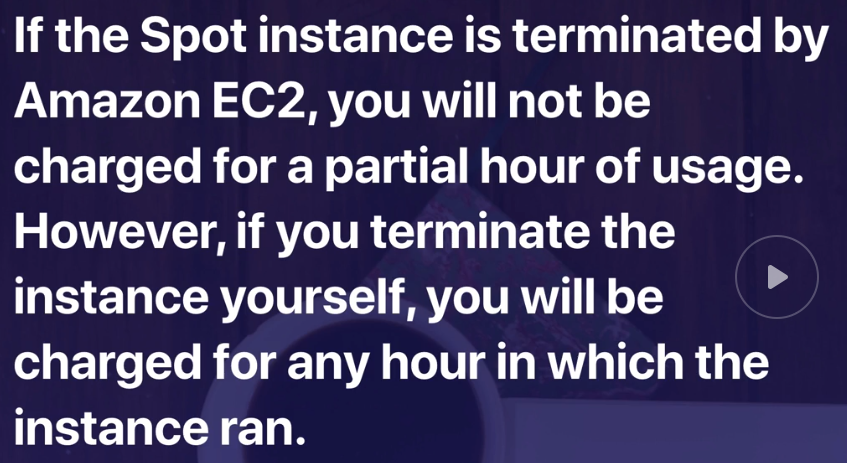 If the Spot instance is terminated by
Amazon EC2, you will not be
charged for a partial hour of usage.
However, if you terminate the
instance yourself, you will be
charged for any hour in which the
instance ran.